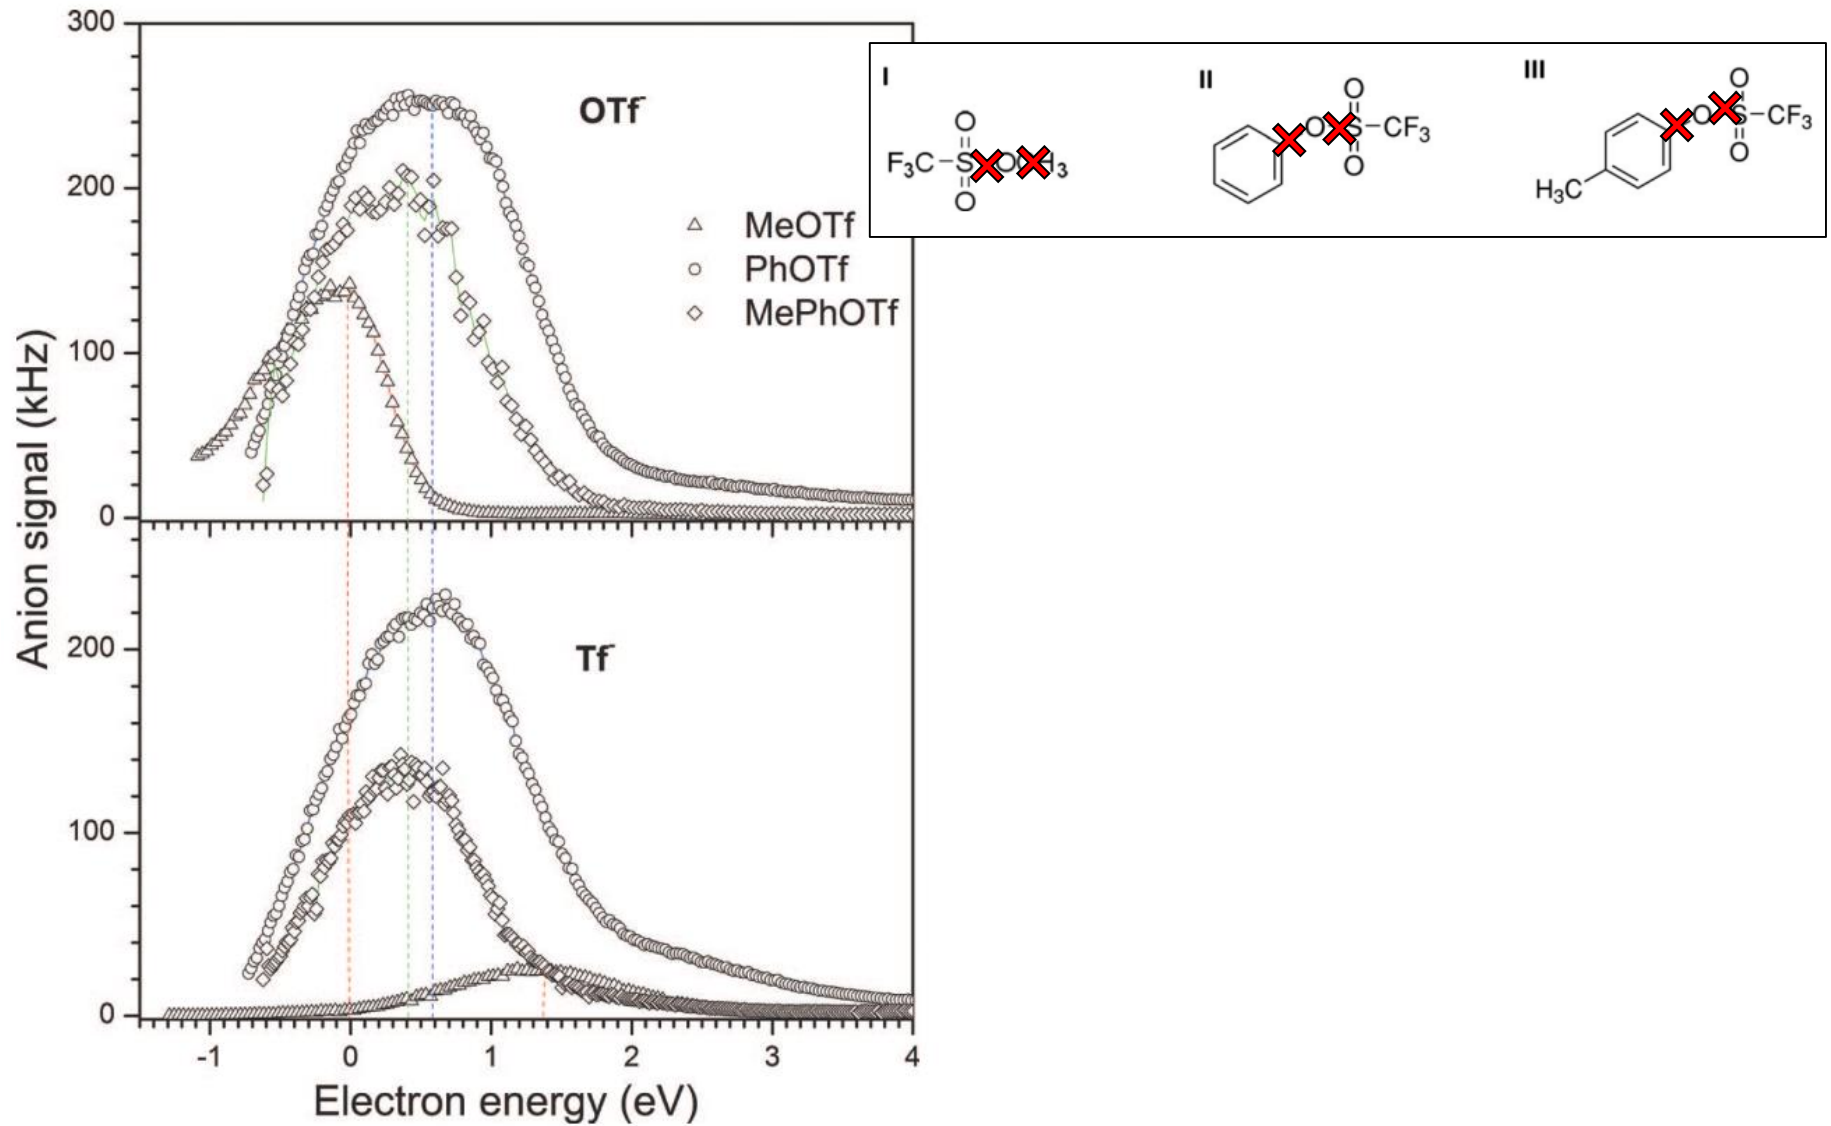 300
200
100
0
OTf⁻
MeOTf
PhOTf
MePhOTf
I
O
F₃C S
O
II
O
O S CF₃
O
III
O
O S CF₃
O
H₃C
Anion signal (kHz)
200
100
0
Tf⁻
-1 0 1 2 3 4
Electron energy (eV)